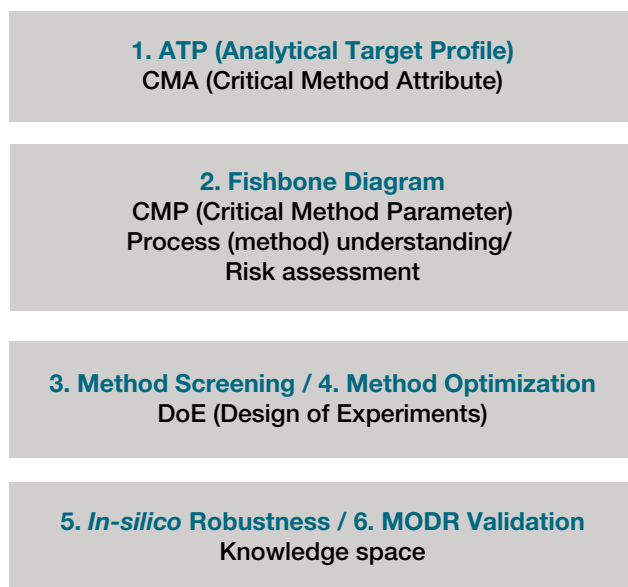 1. ATP (Analytical Target Profile)
CMA (Critical Method Attribute)
2. Fishbone Diagram
CMP (Critical Method Parameter)
Process (method) understanding/
Risk assessment
3. Method Screening / 4. Method Optimization
DoE (Design of Experiments)
5. In-silico Robustness / 6. MODR Validation
Knowledge space